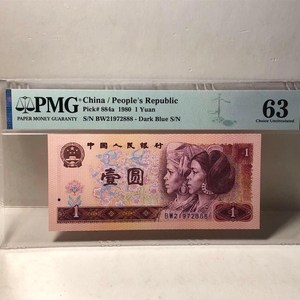 PMG
PAPER MONEY GUARANTY
China / People's Republic
Pick# 884a 1980 1 Yuan
S/N BW21972888 - Dark Blue S/N
63
Choice Uncirculated
中国人民银行
1
壹圆
1
BW21972888
1